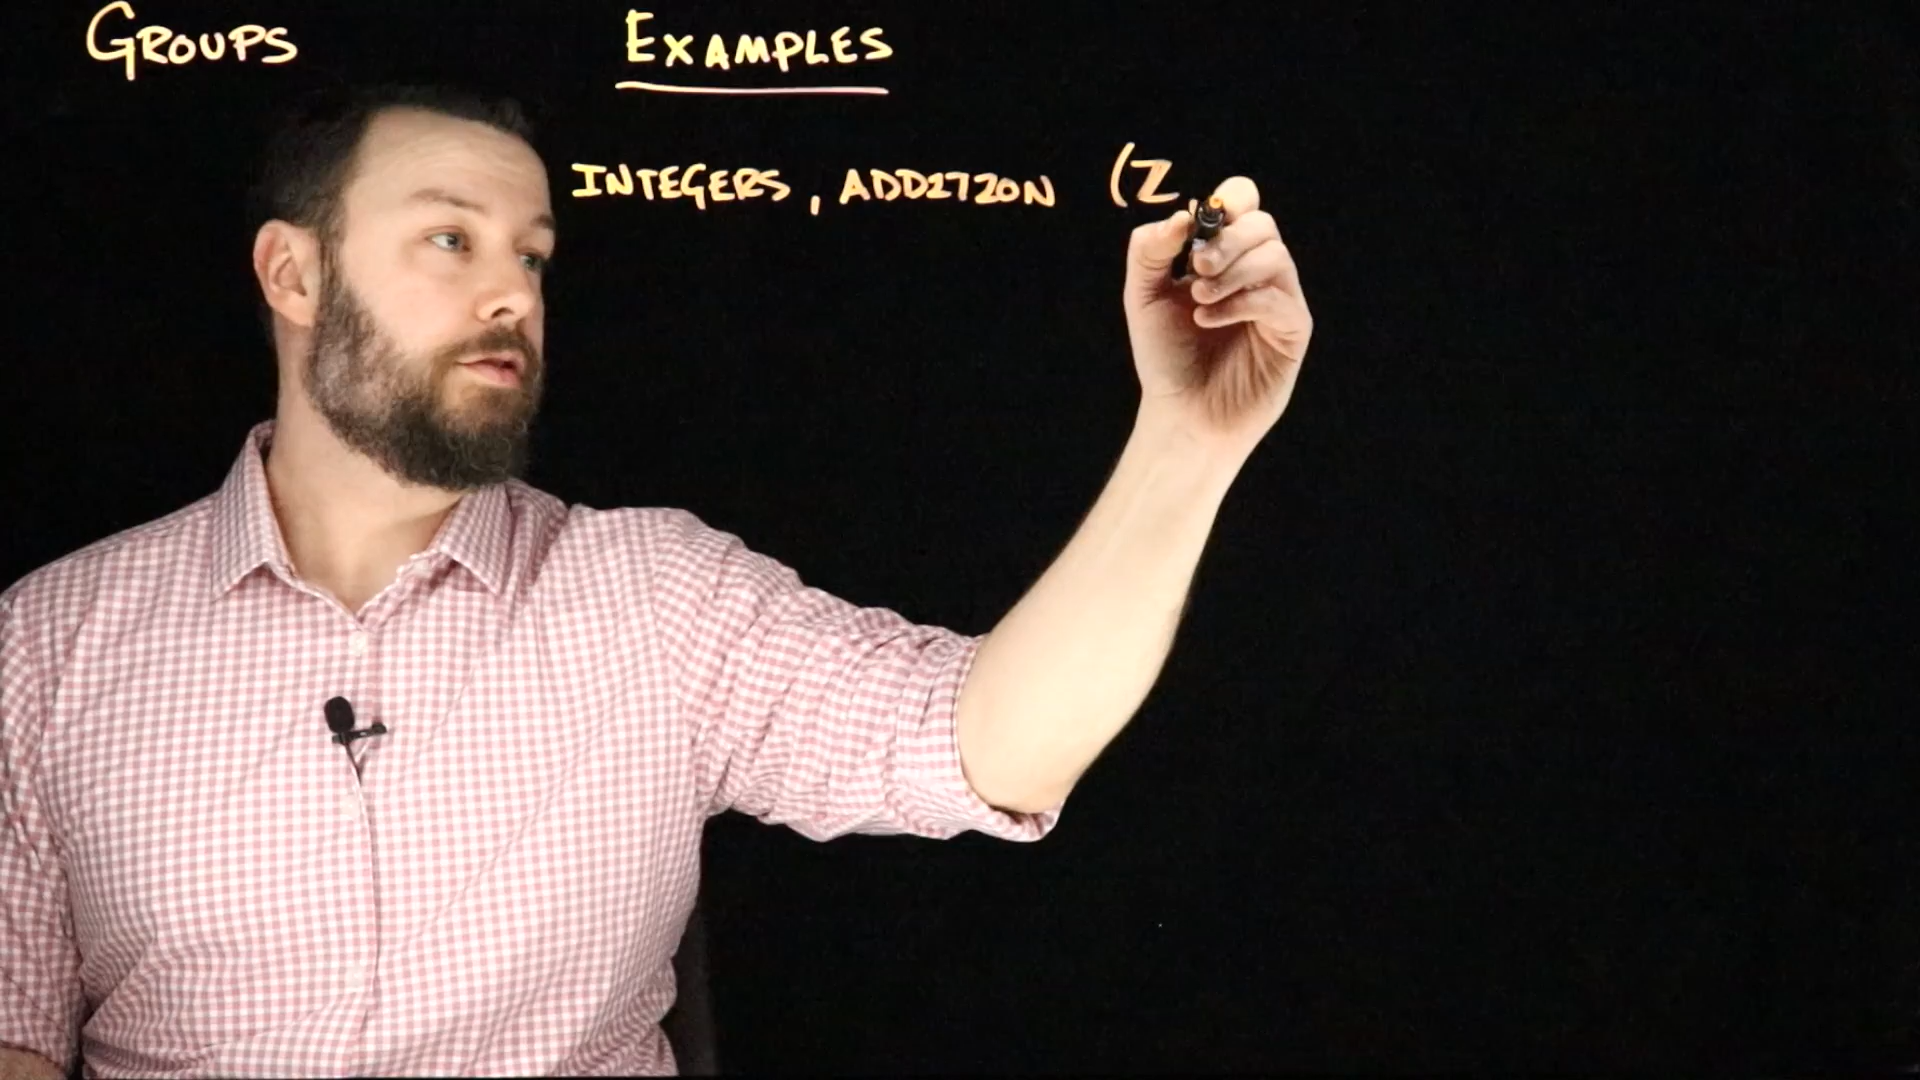 GROUPS EXAMPLES
INTEGERS, ADDITION (Z,